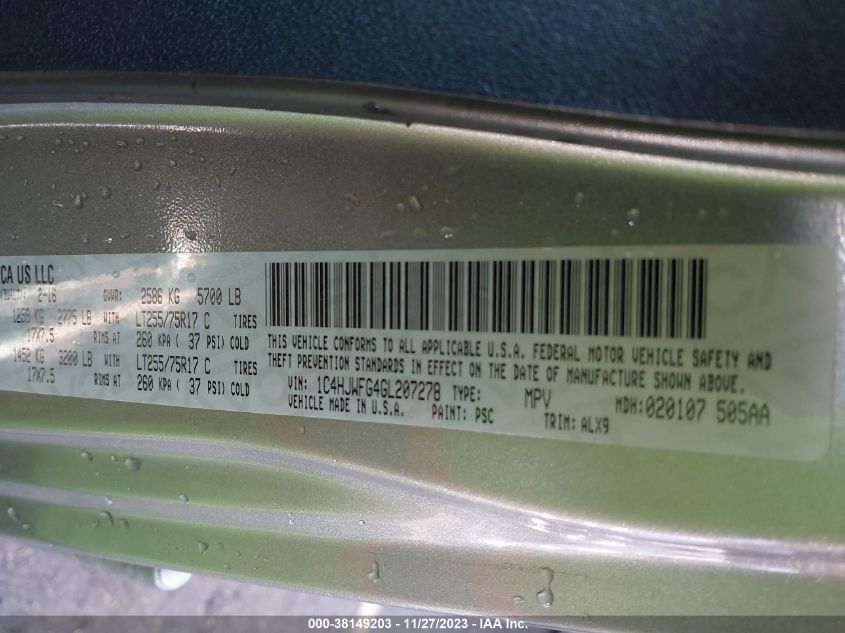 CA US LLC
2-16 GVWR: 2586 KG 5700 LB
1259 KG 2775 LB WITH LT255/75R17 C TIRES
17X7.5 RIMS AT 260 KPA ( 37 PSI) COLD
1452 KG 3200 LB WITH LT255/75R17 C TIRES
17X7.5 RIMS AT 260 KPA ( 37 PSI) COLD
THIS VEHICLE CONFORMS TO ALL APPLICABLE U.S.A. FEDERAL MOTOR VEHICLE SAFETY AND
THEFT PREVENTION STANDARDS IN EFFECT ON THE DATE OF MANUFACTURE SHOWN ABOVE.
VIN: 1C4HJWFG4GL207278 TYPE: MPV MDH:020107 505AA
VEHICLE MADE IN U.S.A. PAINT: PSC TRIM: ALX9
000-38149203 - 11/27/2023 - IAA Inc.